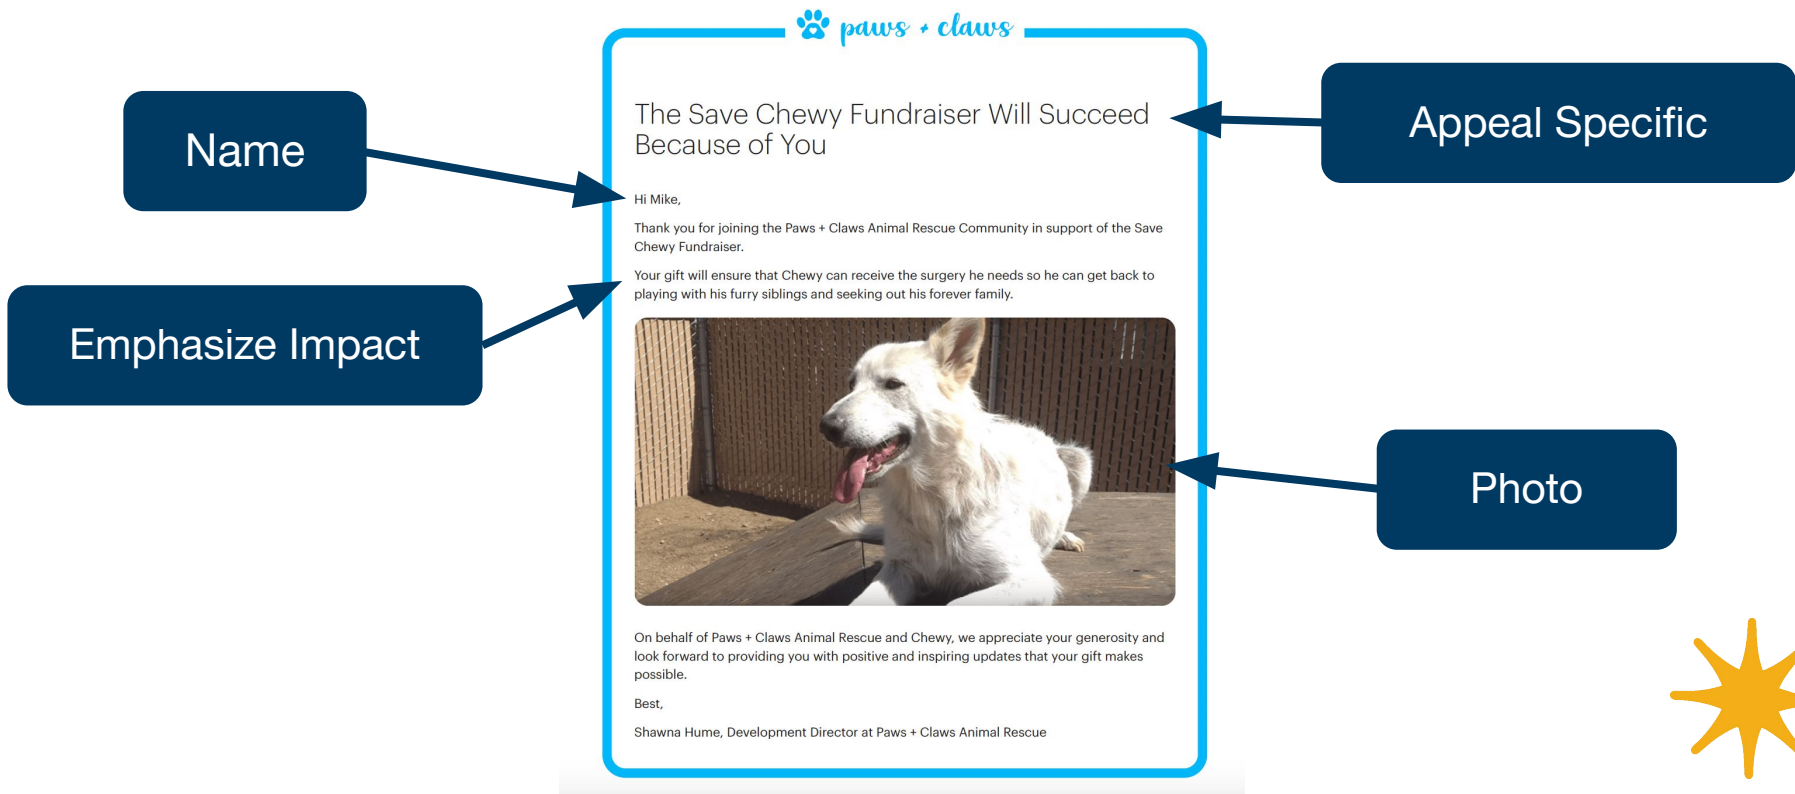 paws + claws
Name
Appeal Specific
The Save Chewy Fundraiser Will Succeed
Because of You
Hi Mike,
Thank you for joining the Paws + Claws Animal Rescue Community in support of the Save
Chewy Fundraiser.
Emphasize Impact
Your gift will ensure that Chewy can receive the surgery he needs so he can get back to
playing with his furry siblings and seeking out his forever family.
Photo
On behalf of Paws + Claws Animal Rescue and Chewy, we appreciate your generosity and
look forward to providing you with positive and inspiring updates that your gift makes
possible.
Best,
Shawna Hume, Development Director at Paws + Claws Animal Rescue